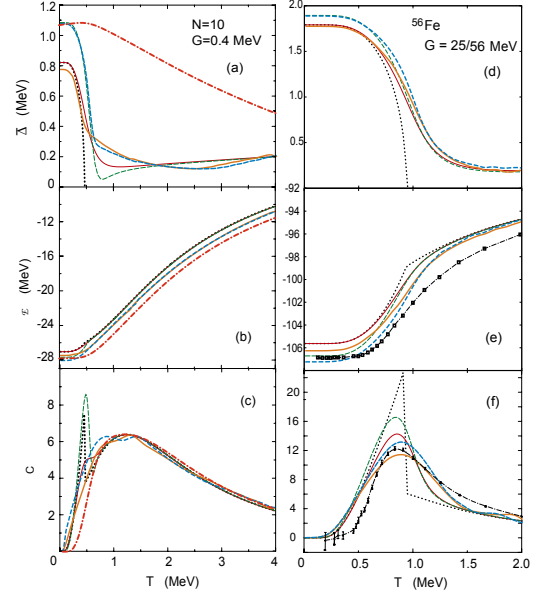 N=10
G=0.4 MeV
(a)
Δ̅ (MeV)
1.2
1.0
0.8
0.6
0.4
0.2
0
⁵⁶Fe
G = 25/56 MeV
(d)
2.0
1.5
1.0
0.5
-92
ℰ (MeV)
-12
-16
-20
-24
-28
(b)
-94
-96
-98
-100
-102
-104
-106
(e)
C
8
6
4
2
0
(c)
20
16
12
8
4
0
(f)
0 1 2 3 4
T (MeV)
0 0.5 1.0 1.5 2.0
T (MeV)